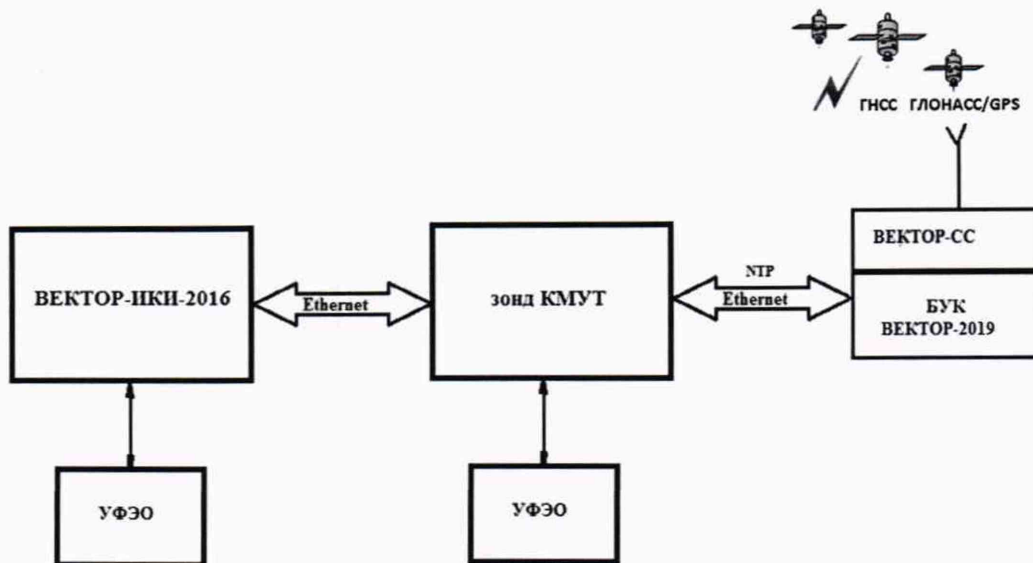 ГНСС ГЛОНАСС/GPS
ВЕКТОР-СС
ВЕКТОР-ИКИ-2016
Ethernet
зонд КМУТ
NTP
Ethernet
БУК
ВЕКТОР-2019
УФЭО
УФЭО